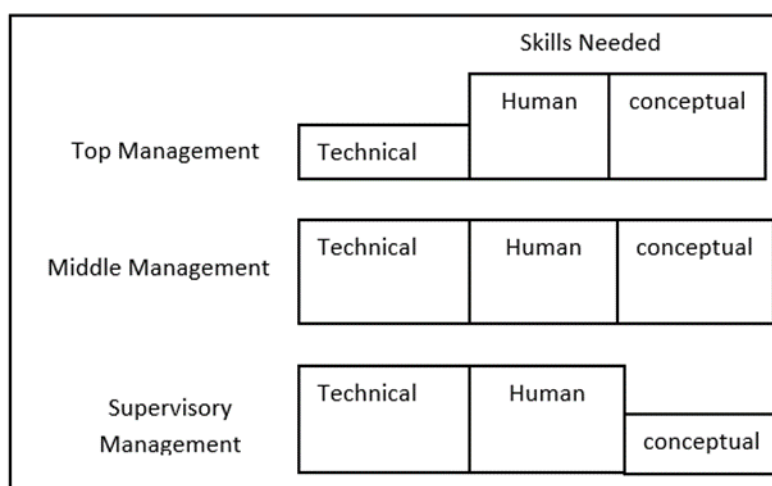 Skills Needed
Human conceptual
Top Management Technical
Technical Human conceptual
Middle Management
Technical Human
Supervisory
Management conceptual